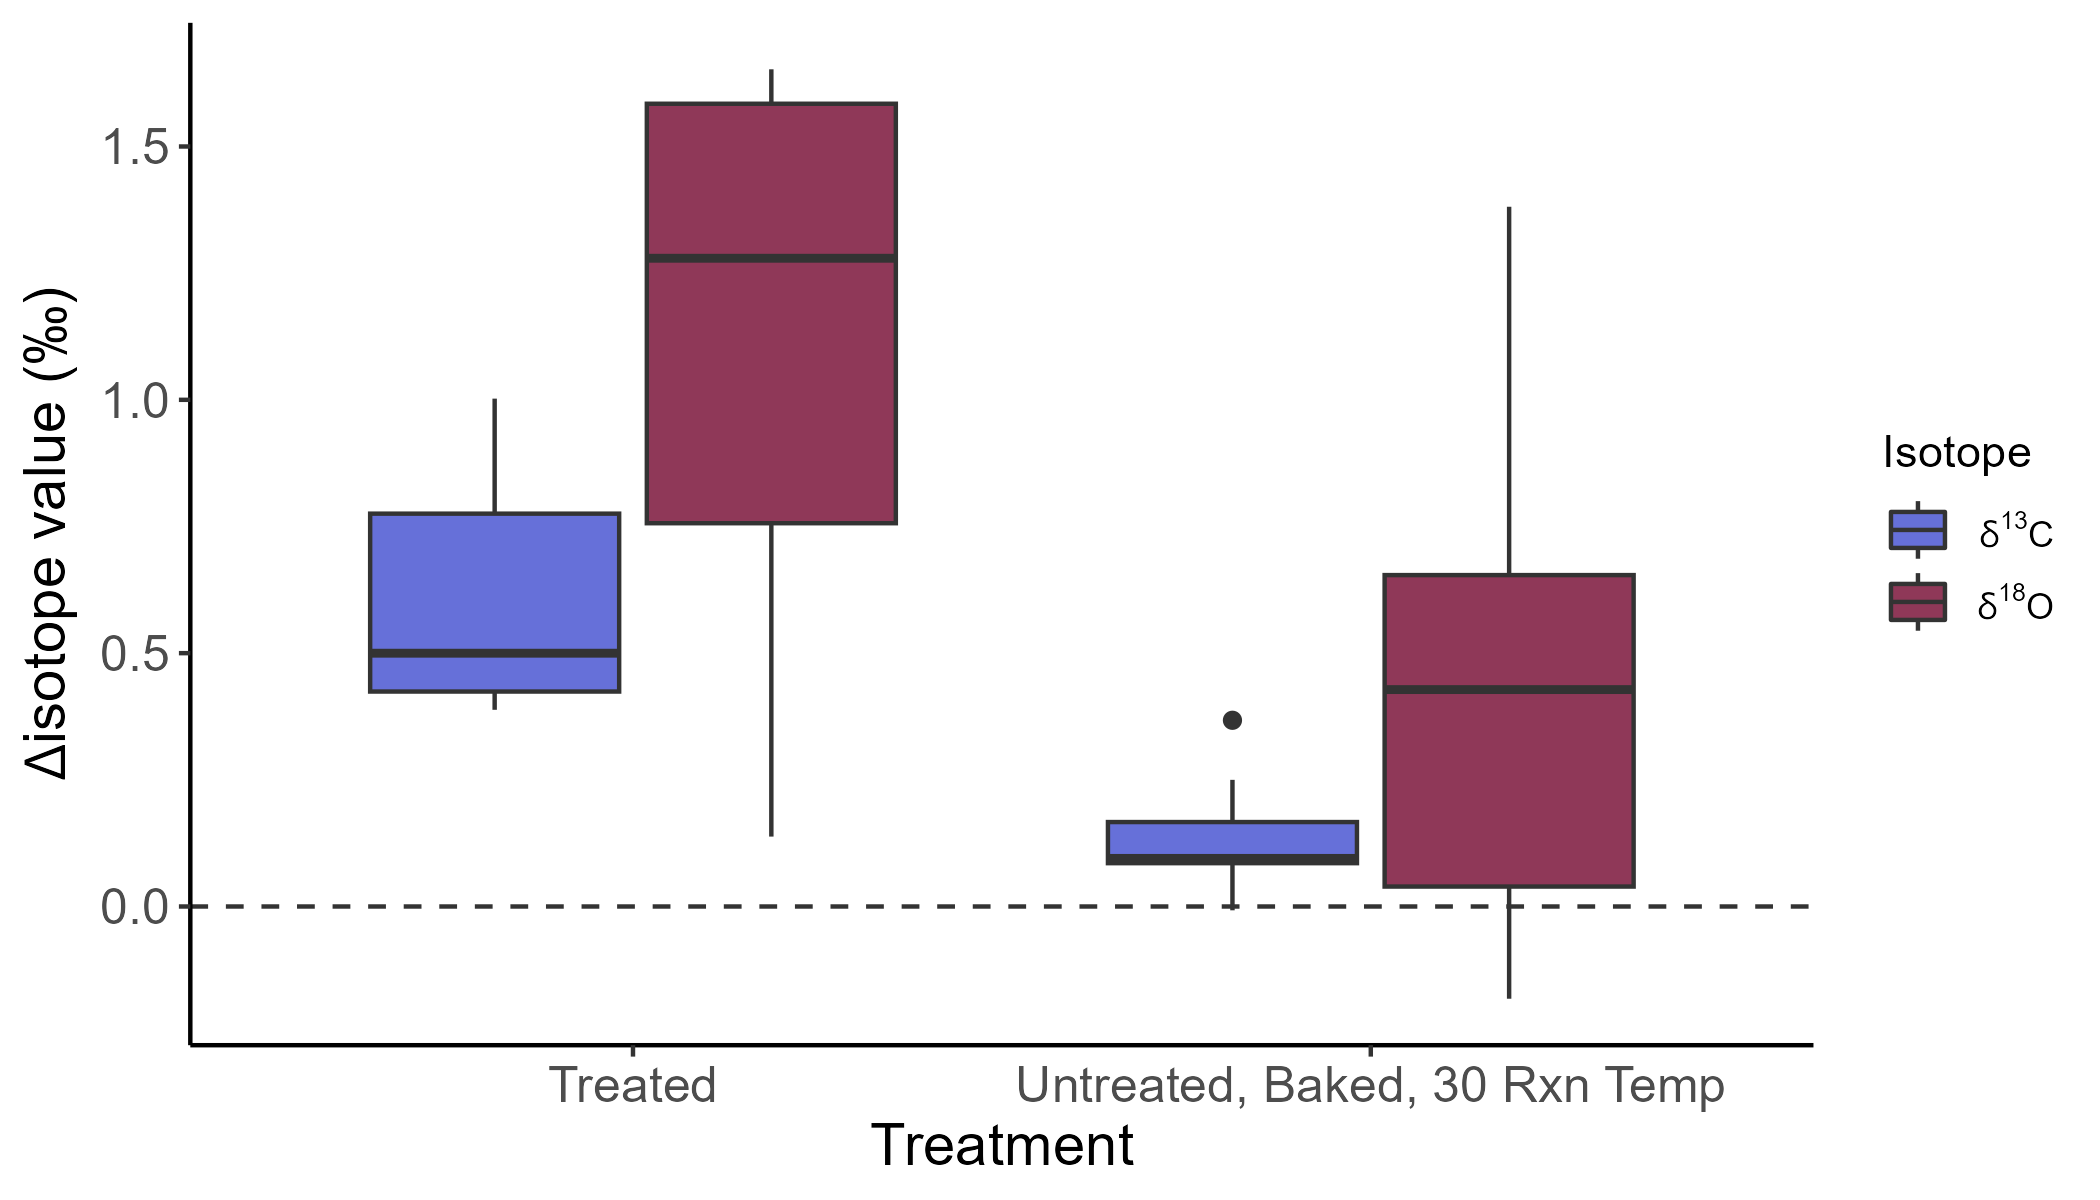 Δisotope value (‰)
1.5
1.0
0.5
0.0
Treated
Untreated, Baked, 30 Rxn Temp
Treatment
Isotope
δ¹³C
δ¹⁸O